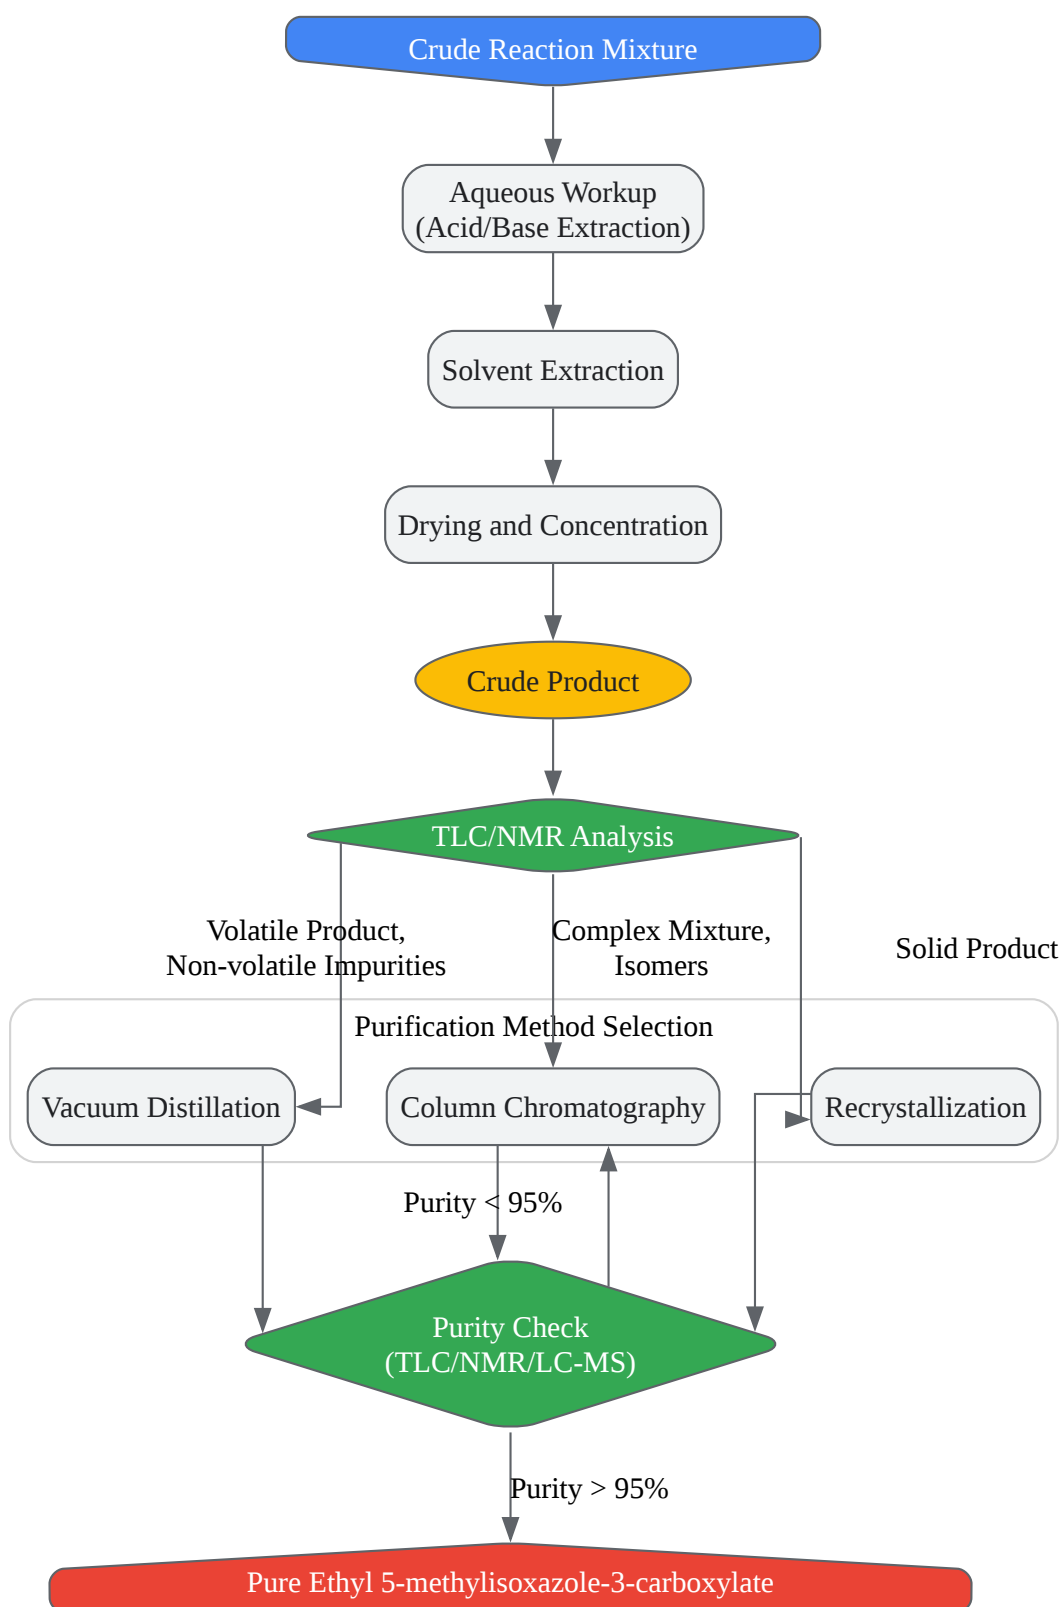 Crude Reaction Mixture
Aqueous Workup
(Acid/Base Extraction)
Solvent Extraction
Drying and Concentration
Crude Product
TLC/NMR Analysis
Volatile Product,
Non-volatile Impurities
Complex Mixture,
Isomers
Solid Product
Purification Method Selection
Vacuum Distillation
Column Chromatography
Recrystallization
Purity < 95%
Purity Check
(TLC/NMR/LC-MS)
Purity > 95%
Pure Ethyl 5-methylisoxazole-3-carboxylate